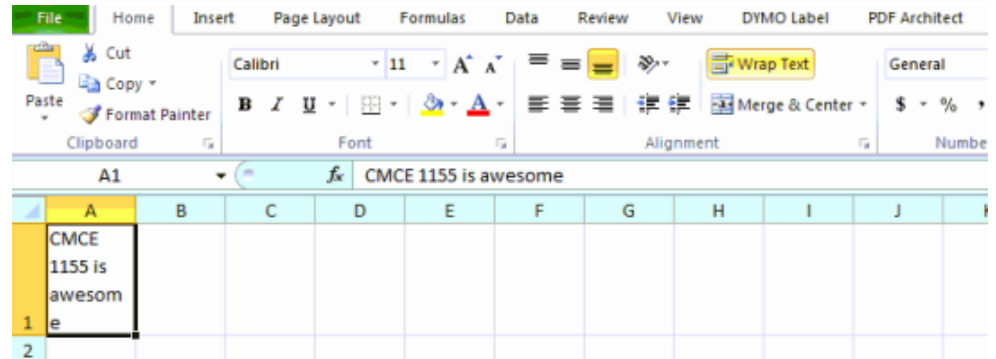 File Home Insert Page Layout Formulas Data Review View DYMO Label PDF Architect
Cut
Calibri 11 A A Wrap Text General
Copy
Paste
Format Painter B I U A Merge & Center $ % ,
Clipboard Font Alignment Numbe
A1 fx CMCE 1155 is awesome
A B C D E F G H I J
CMCE
1155 is
awesom
1 e
2